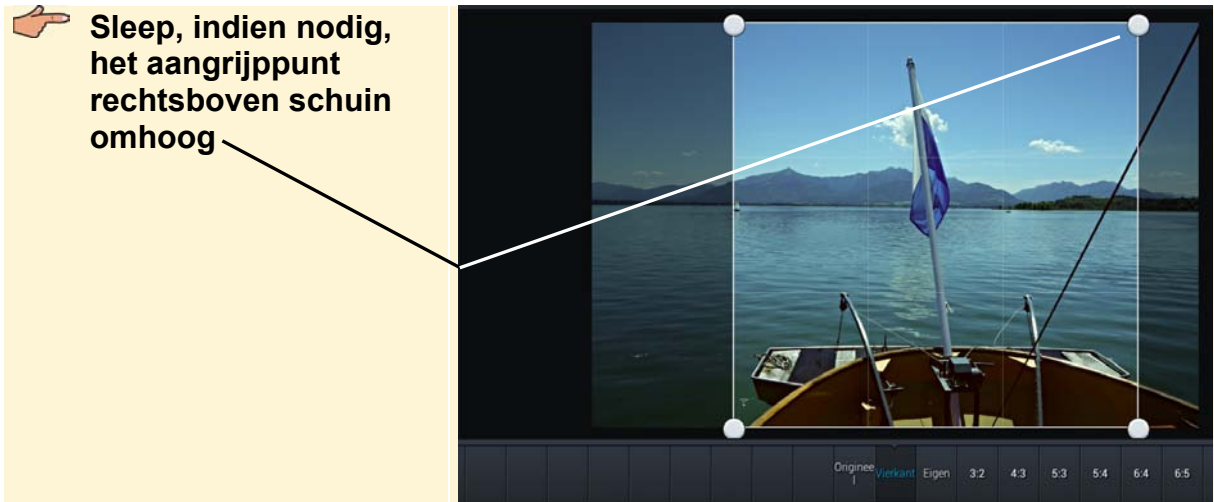 Sleep, indien nodig,
het aangrijppunt
rechtsboven schuin
omhoog
Originee
l
Vierkant Eigen 3:2 4:3 5:3 5:4 6:4 6:5